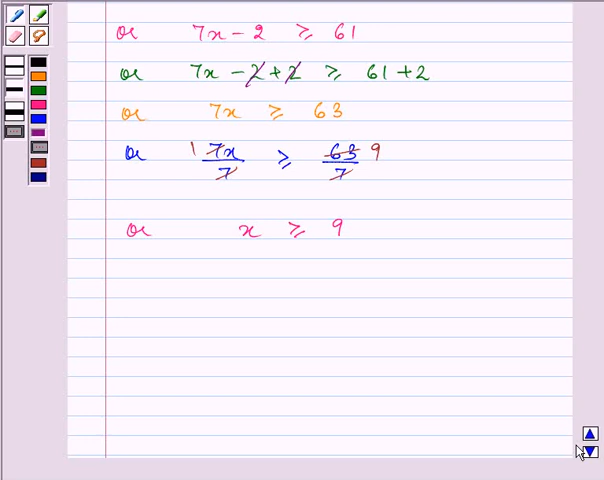 or 7x - 2 ≥ 61
or 7x - 2 + 2 ≥ 61 + 2
or 7x ≥ 63
or 1 7x/7 ≥ 63/7 9
or x ≥ 9